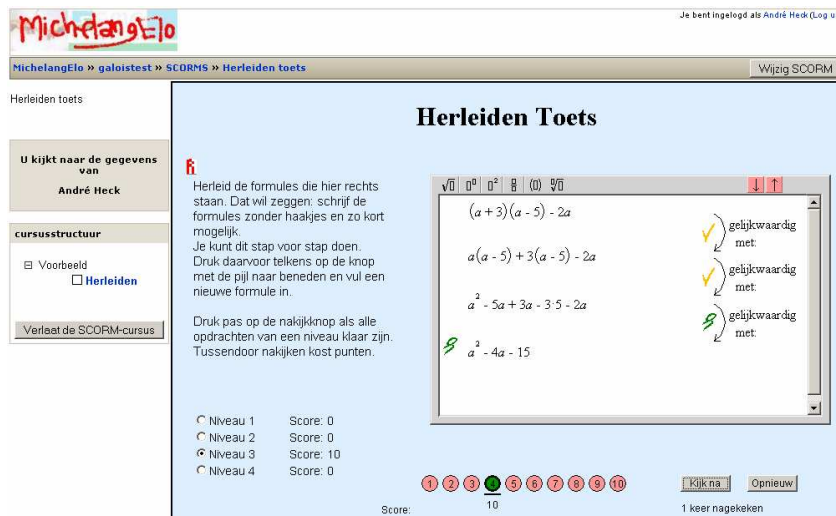 MichelangElo
Je bent ingelogd als André Heck (Log u
MichelangElo » galoistest » SCORMS » Herleiden toets
Wijzig SCORM
Herleiden toets
U kijkt naar de gegevens
van
André Heck
cursusstructuur
Voorbeeld
Herleiden
Verlaat de SCORM-cursus
Herleiden Toets
Herleid de formules die hier rechts
staan. Dat wil zeggen: schrijf de
formules zonder haakjes en zo kort
mogelijk.
Je kunt dit stap voor stap doen.
Druk daarvoor telkens op de knop
met de pijl naar beneden en vul een
nieuwe formule in.
Druk pas op de nakijkknop als alle
opdrachten van een niveau klaar zijn.
Tussendoor nakijken kost punten.
Niveau 1 Score: 0
Niveau 2 Score: 0
Niveau 3 Score: 10
Niveau 4 Score: 0
(a + 3)(a - 5) - 2a
gelijkwaardig
met:
a(a - 5) + 3(a - 5) - 2a
gelijkwaardig
met:
a² - 5a + 3a - 3·5 - 2a
gelijkwaardig
met:
a² - 4a - 15
1 2 3 4 5 6 7 8 9 10
Kijk na
Opnieuw
Score: 10
1 keer nagekeken